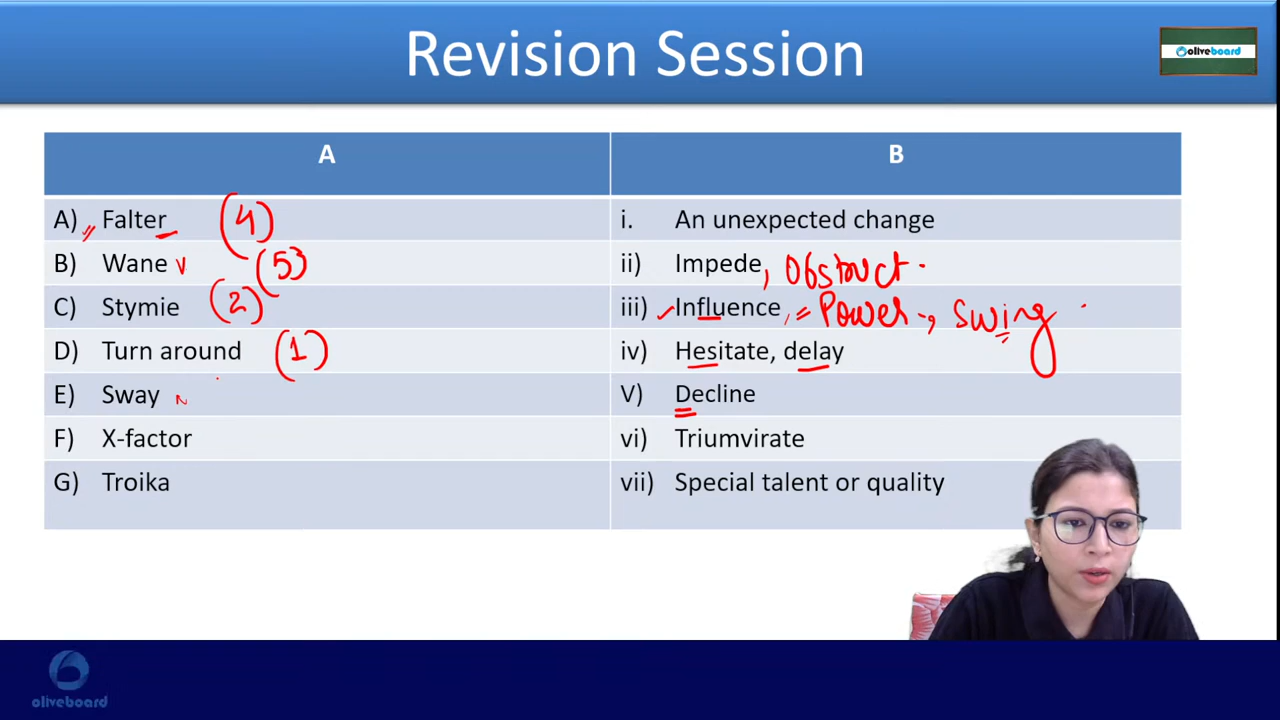 Revision Session
oliveboard
A B
A) Falter (4) i. An unexpected change
B) Wane v (5) ii) Impede, Obstruct.
C) Stymie (2) iii) Influence, = Power, Swing
D) Turn around (1) iv) Hesitate, delay
E) Sway V) Decline
F) X-factor vi) Triumvirate
G) Troika vii) Special talent or quality
oliveboard